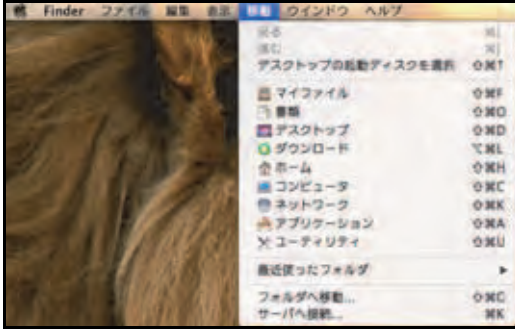 Finder ファイル 編集 表示 移動 ウインドウ ヘルプ
戻る ⌘[
進む ⌘]
デスクトップの起動ディスクを選択 ⇧⌘↑
マイファイル ⇧⌘F
書類 ⇧⌘O
デスクトップ ⇧⌘D
ダウンロード ⌥⌘L
ホーム ⇧⌘H
コンピュータ ⇧⌘C
ネットワーク ⇧⌘K
アプリケーション ⇧⌘A
ユーティリティ ⇧⌘U
最近使ったフォルダ ▶
フォルダへ移動... ⇧⌘G
サーバへ接続... ⌘K